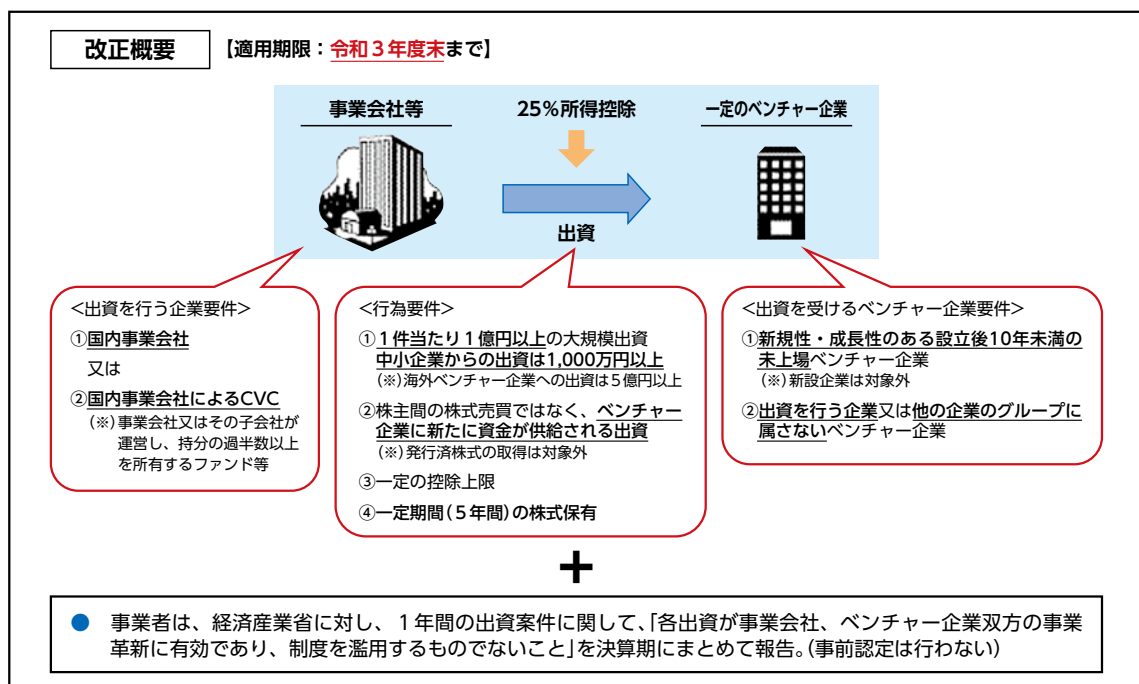 改正概要 【適用期限：令和３年度末まで】
事業会社等
25%所得控除
一定のベンチャー企業
出資
＜出資を行う企業要件＞
①国内事業会社
又は
②国内事業会社によるCVC
（※）事業会社又はその子会社が
運営し、持分の過半数以上
を所有するファンド等
＜行為要件＞
①１件当たり１億円以上の大規模出資
中小企業からの出資は1,000万円以上
（※）海外ベンチャー企業への出資は５億円以上
②株主間の株式売買ではなく、ベンチャー
企業に新たに資金が供給される出資
（※）発行済株式の取得は対象外
③一定の控除上限
④一定期間（５年間）の株式保有
＜出資を受けるベンチャー企業要件＞
①新規性・成長性のある設立後10年未満の
未上場ベンチャー企業
（※）新設企業は対象外
②出資を行う企業又は他の企業のグループに
属さないベンチャー企業
＋
● 事業者は、経済産業省に対し、１年間の出資案件に関して、「各出資が事業会社、ベンチャー企業双方の事業
革新に有効であり、制度を濫用するものでないこと」を決算期にまとめて報告。（事前認定は行わない）